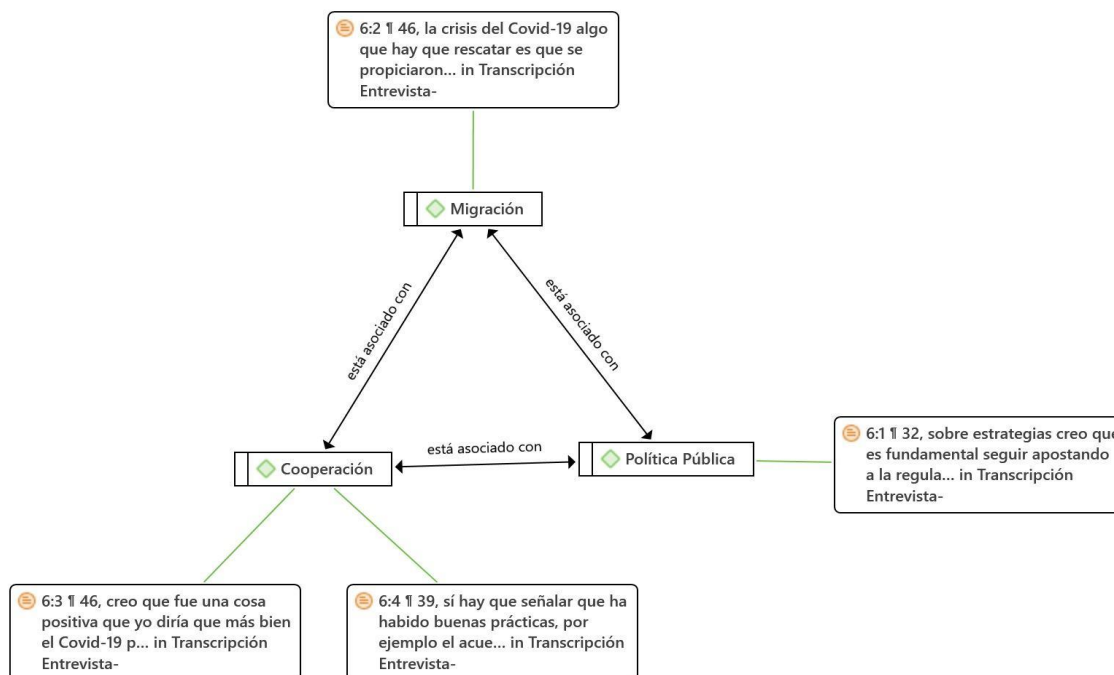 6:2 ¶ 46, la crisis del Covid-19 algo
que hay que rescatar es que se
propiciaron... in Transcripción
Entrevista-
Migración
está asociado con
está asociado con
está asociado con
Cooperación
Política Pública
6:1 ¶ 32, sobre estrategias creo que
es fundamental seguir apostando
a la regula... in Transcripción
Entrevista-
6:3 ¶ 46, creo que fue una cosa
positiva que yo diría que más bien
el Covid-19 p... in Transcripción
Entrevista-
6:4 ¶ 39, sí hay que señalar que ha
habido buenas prácticas, por
ejemplo el acue... in Transcripción
Entrevista-